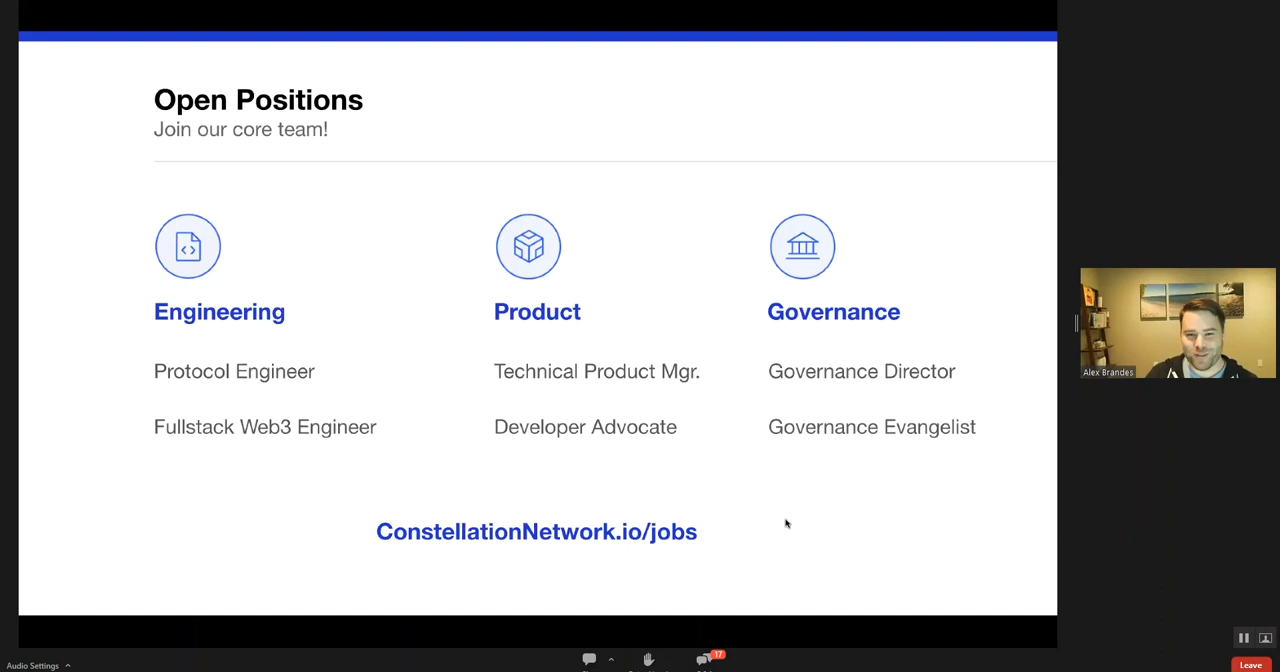 Open Positions
Join our core team!
Engineering
Protocol Engineer
Fullstack Web3 Engineer
Product
Technical Product Mgr.
Developer Advocate
Governance
Governance Director
Governance Evangelist
ConstellationNetwork.io/jobs
Alex Brandes
Audio Settings
17
Leave